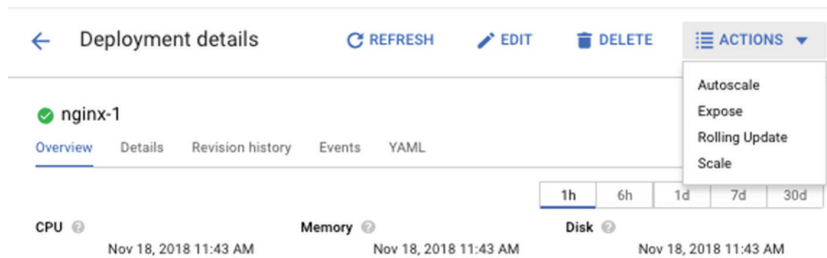 Deployment details REFRESH EDIT DELETE ACTIONS
Autoscale
Expose
Rolling Update
Scale
nginx-1
Overview Details Revision history Events YAML
1h 6h 1d 7d 30d
CPU Memory Disk
Nov 18, 2018 11:43 AM Nov 18, 2018 11:43 AM Nov 18, 2018 11:43 AM